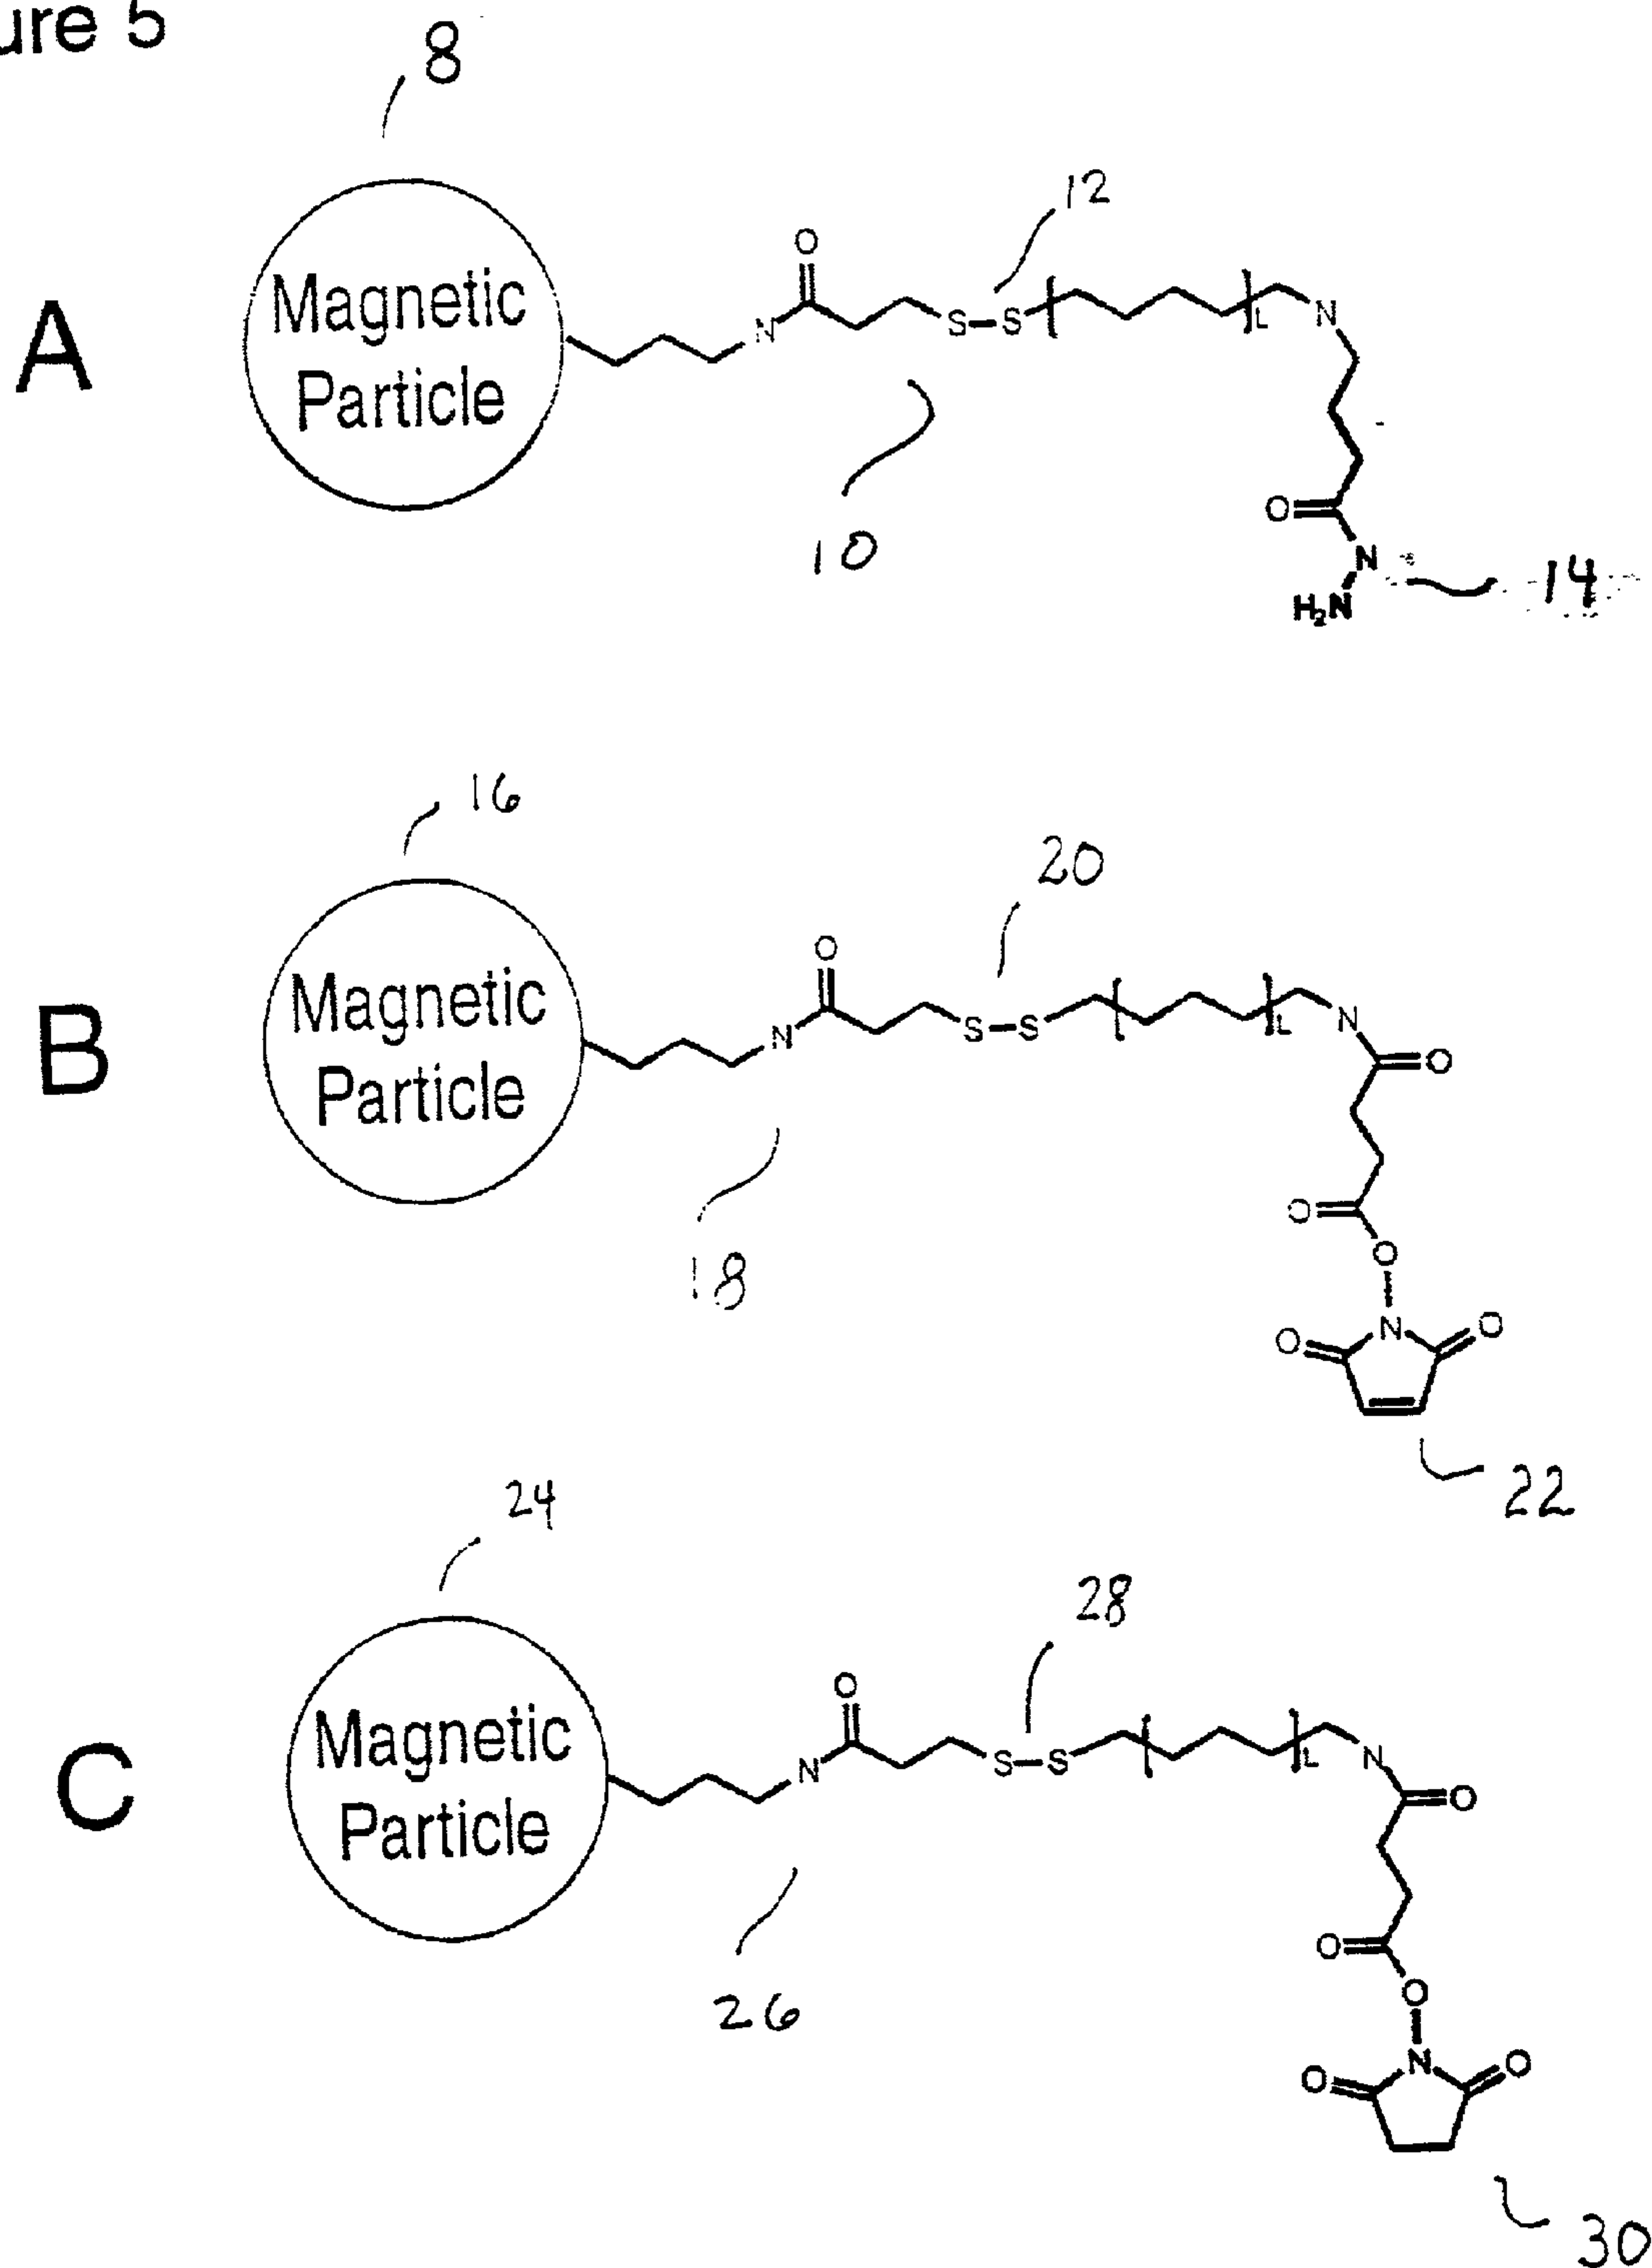 ure 5
8
A
Magnetic
Particle
N
O
S–S
12
L
N
10
O
N
H₂N
14
16
B
Magnetic
Particle
N
O
S–S
20
L
N
O
18
O
O
N
O
O
22
24
C
Magnetic
Particle
N
O
S–S
28
L
N
O
26
O
O
N
O
O
30